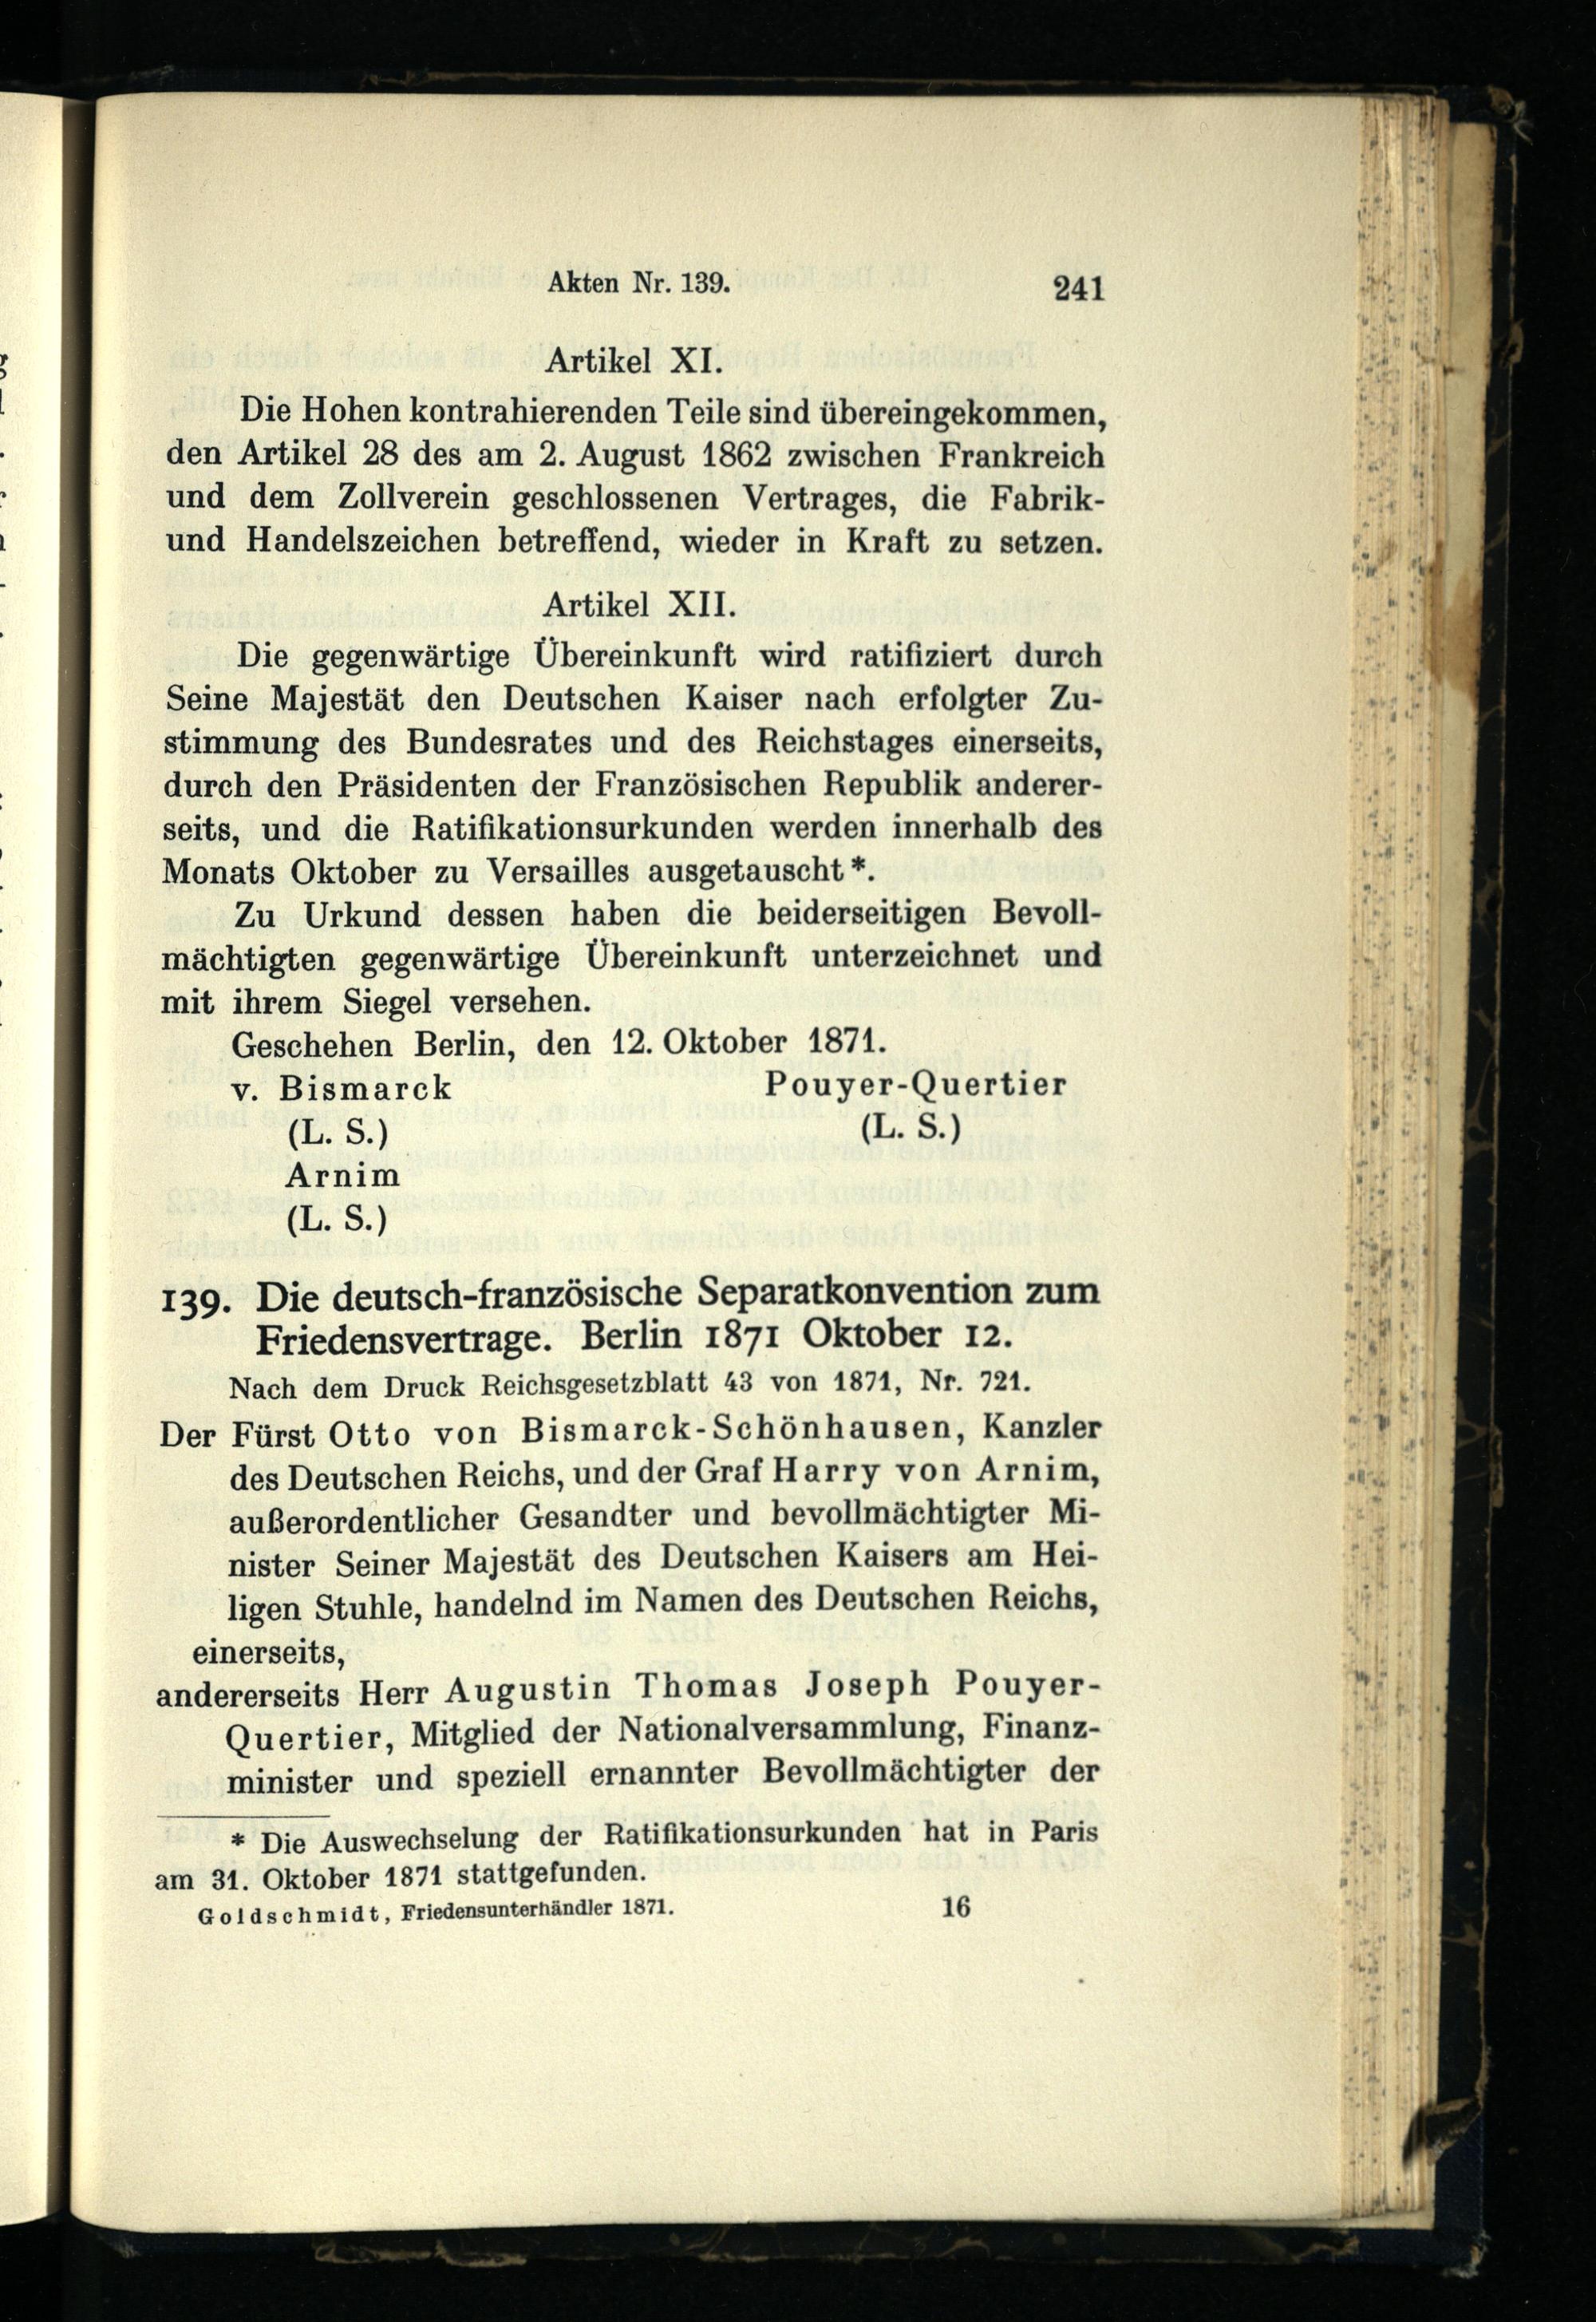 Akten Nr. 139. 241
Artikel XI.
Die Hohen kontrahierenden Teile sind übereingekommen,
den Artikel 28 des am 2. August 1862 zwischen Frankreich
und dem Zollverein geschlossenen Vertrages, die Fabrik-
und Handelszeichen betreffend, wieder in Kraft zu setzen.
Artikel XII.
Die gegenwärtige Übereinkunft wird ratifiziert durch
Seine Majestät den Deutschen Kaiser nach erfolgter Zu-
stimmung des Bundesrates und des Reichstages einerseits,
durch den Präsidenten der Französischen Republik anderer-
seits, und die Ratifikationsurkunden werden innerhalb des
Monats Oktober zu Versailles ausgetauscht*.
Zu Urkund dessen haben die beiderseitigen Bevoll-
mächtigten gegenwärtige Übereinkunft unterzeichnet und
mit ihrem Siegel versehen.
Geschehen Berlin, den 12. Oktober 1871.
v. Bismarck Pouyer-Quertier
(L. S.) (L. S.)
Arnim
(L. S.)
139. Die deutsch-französische Separatkonvention zum
Friedensvertrage. Berlin 1871 Oktober 12.
Nach dem Druck Reichsgesetzblatt 43 von 1871, Nr. 721.
Der Fürst Otto von Bismarck-Schönhausen, Kanzler
des Deutschen Reichs, und der Graf Harry von Arnim,
außerordentlicher Gesandter und bevollmächtigter Mi-
nister Seiner Majestät des Deutschen Kaisers am Hei-
ligen Stuhle, handelnd im Namen des Deutschen Reichs,
einerseits,
andererseits Herr Augustin Thomas Joseph Pouyer-
Quertier, Mitglied der Nationalversammlung, Finanz-
minister und speziell ernannter Bevollmächtigter der
* Die Auswechselung der Ratifikationsurkunden hat in Paris
am 31. Oktober 1871 stattgefunden.
Goldschmidt, Friedensunterhändler 1871. 16